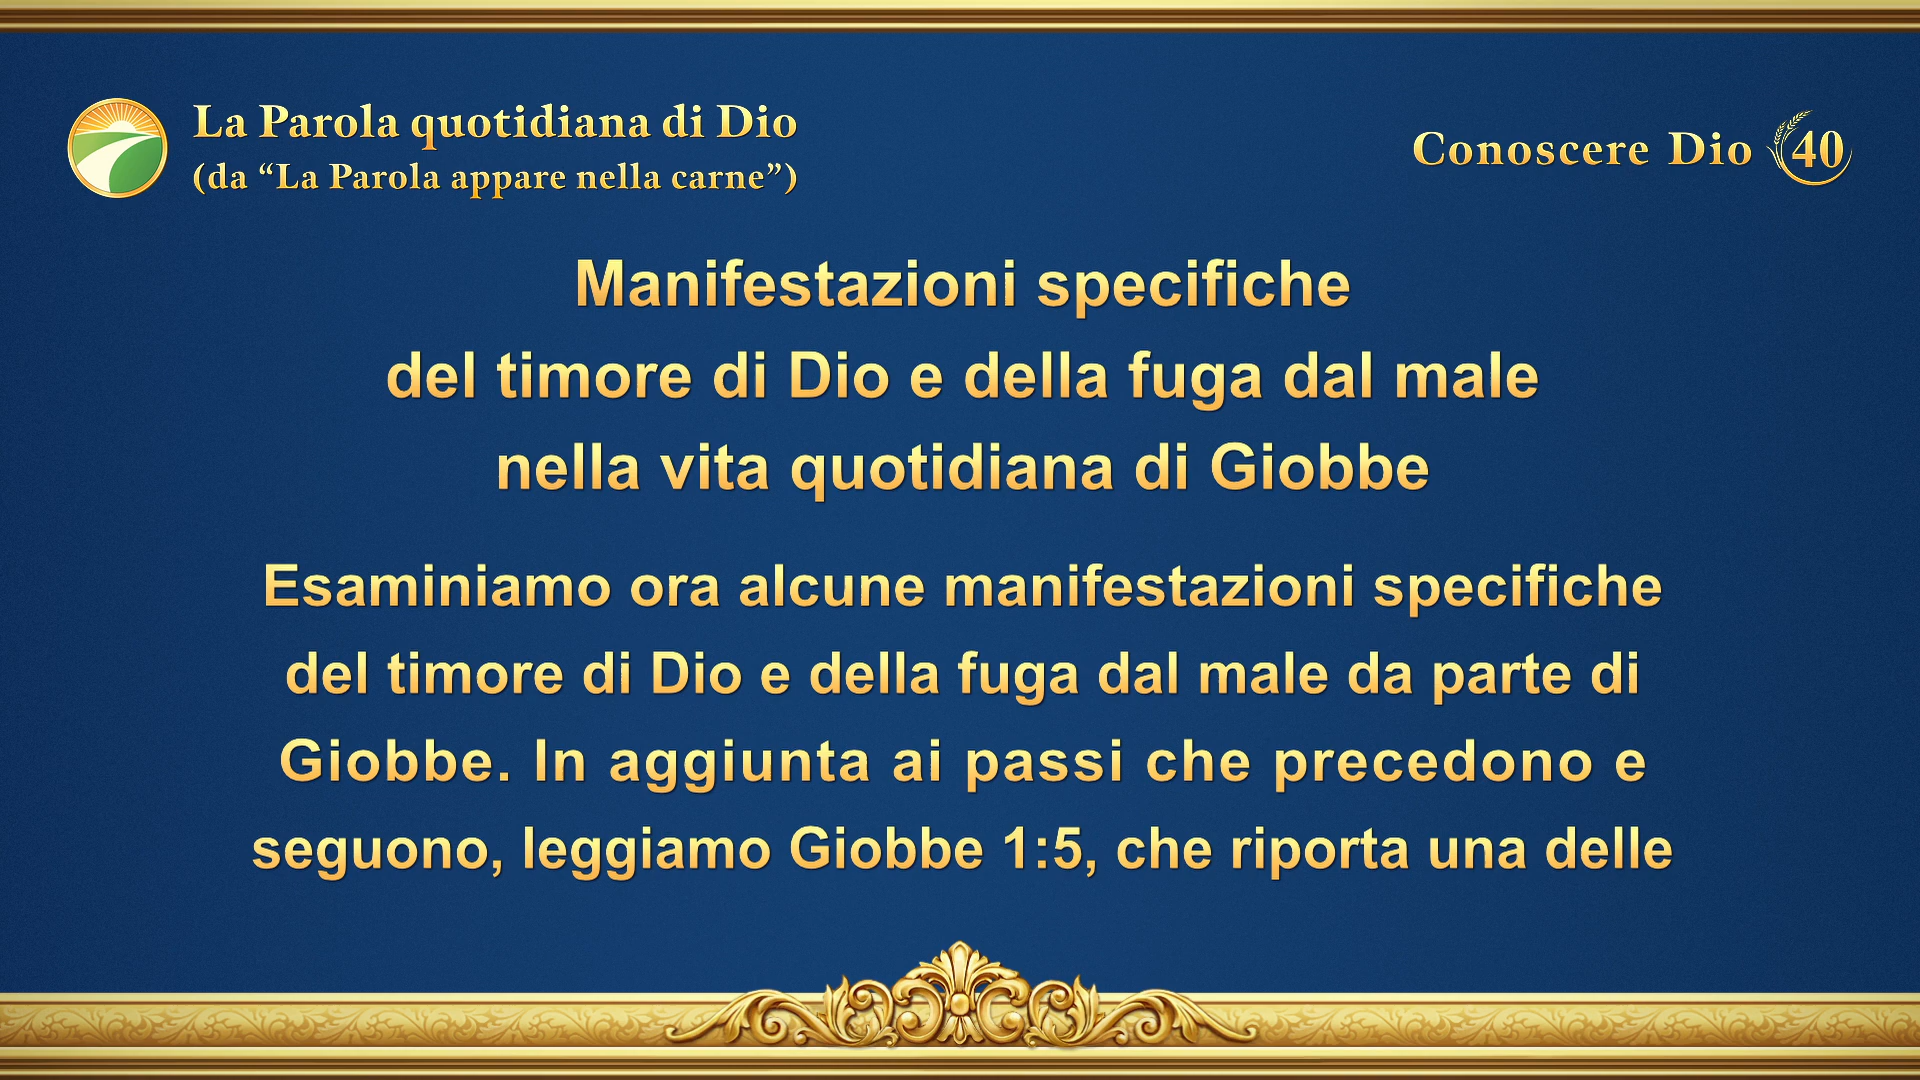 La Parola quotidiana di Dio
(da “La Parola appare nella carne”)
Conoscere Dio 40
Manifestazioni specifiche
del timore di Dio e della fuga dal male
nella vita quotidiana di Giobbe
Esaminiamo ora alcune manifestazioni specifiche
del timore di Dio e della fuga dal male da parte di
Giobbe. In aggiunta ai passi che precedono e
seguono, leggiamo Giobbe 1:5, che riporta una delle